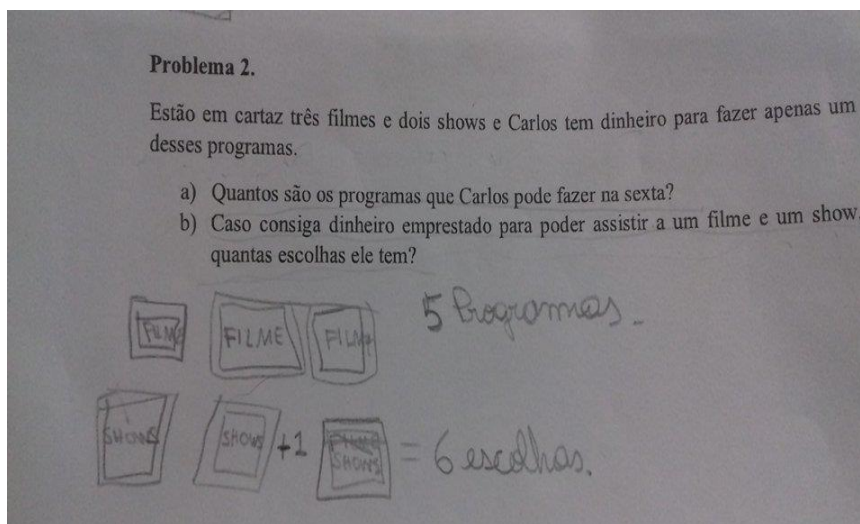 Problema 2.
Estão em cartaz três filmes e dois shows e Carlos tem dinheiro para fazer apenas um
desses programas.
a) Quantos são os programas que Carlos pode fazer na sexta?
b) Caso consiga dinheiro emprestado para poder assistir a um filme e um show,
quantas escolhas ele tem?
FILME FILME FILME 5 Programas.
SHOWS SHOWS +1 SHOWS = 6 escolhas.